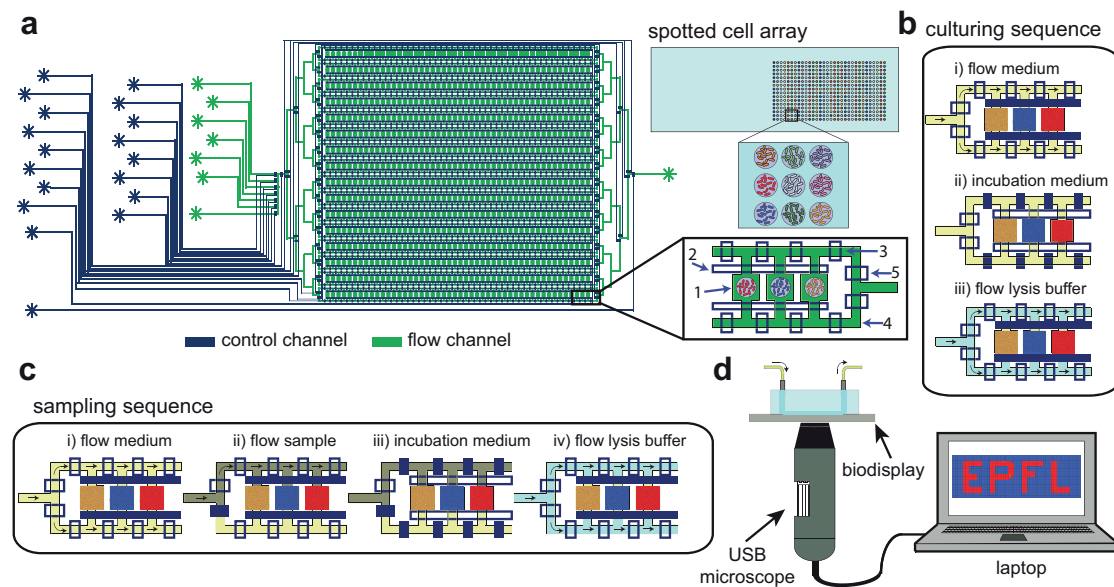 a
spotted cell array
b
culturing sequence
i) flow medium
ii) incubation medium
iii) flow lysis buffer
1
2
3
4
5
control channel
flow channel
c
sampling sequence
i) flow medium
ii) flow sample
iii) incubation medium
iv) flow lysis buffer
d
biodisplay
USB
microscope
EPFL
laptop